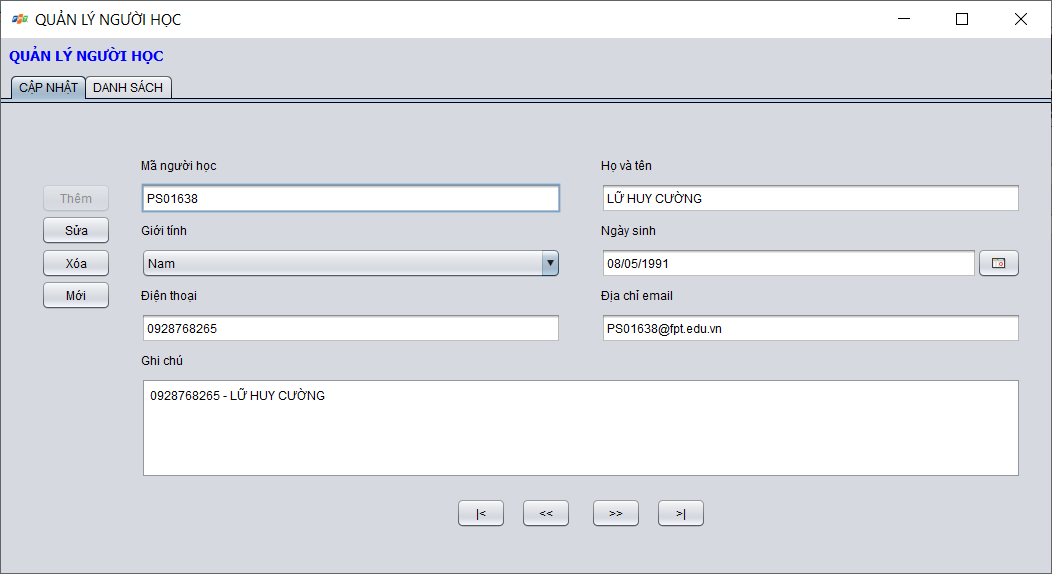 QUẢN LÝ NGƯỜI HỌC
QUẢN LÝ NGƯỜI HỌC
CẬP NHẬT DANH SÁCH
Mã người học Họ và tên
Thêm PS01638 LỮ HUY CƯỜNG
Sửa Giới tính Ngày sinh
Xóa Nam 08/05/1991
Mới Điện thoại Địa chỉ email
0928768265 PS01638@fpt.edu.vn
Ghi chú
0928768265 - LỮ HUY CƯỜNG
|< << >> >|